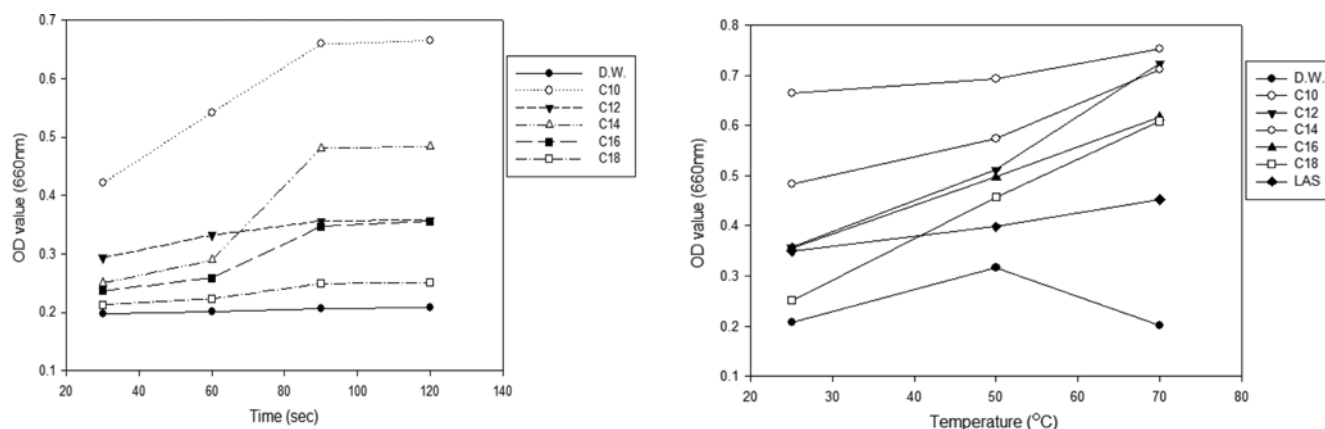 0.7
0.6
0.5
0.4
0.3
0.2
0.1
OD value (660nm)
20 40 60 80 100 120 140
Time (sec)
D.W.
C10
C12
C14
C16
C18
0.8
0.7
0.6
0.5
0.4
0.3
0.2
0.1
OD value (660nm)
20 30 40 50 60 70 80
Temperature (°C)
D.W.
C10
C12
C14
C16
C18
LAS